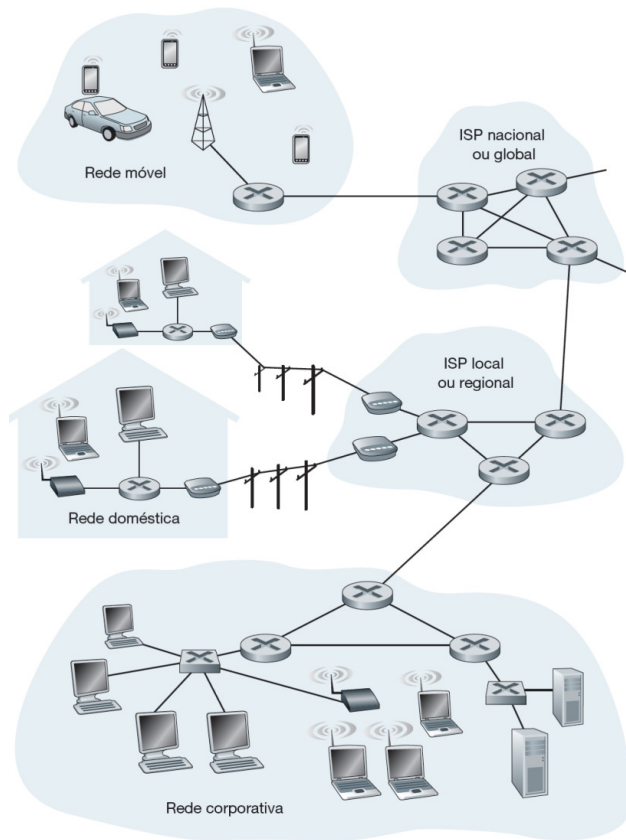 Rede móvel
ISP nacional
ou global
ISP local
ou regional
Rede doméstica
Rede corporativa